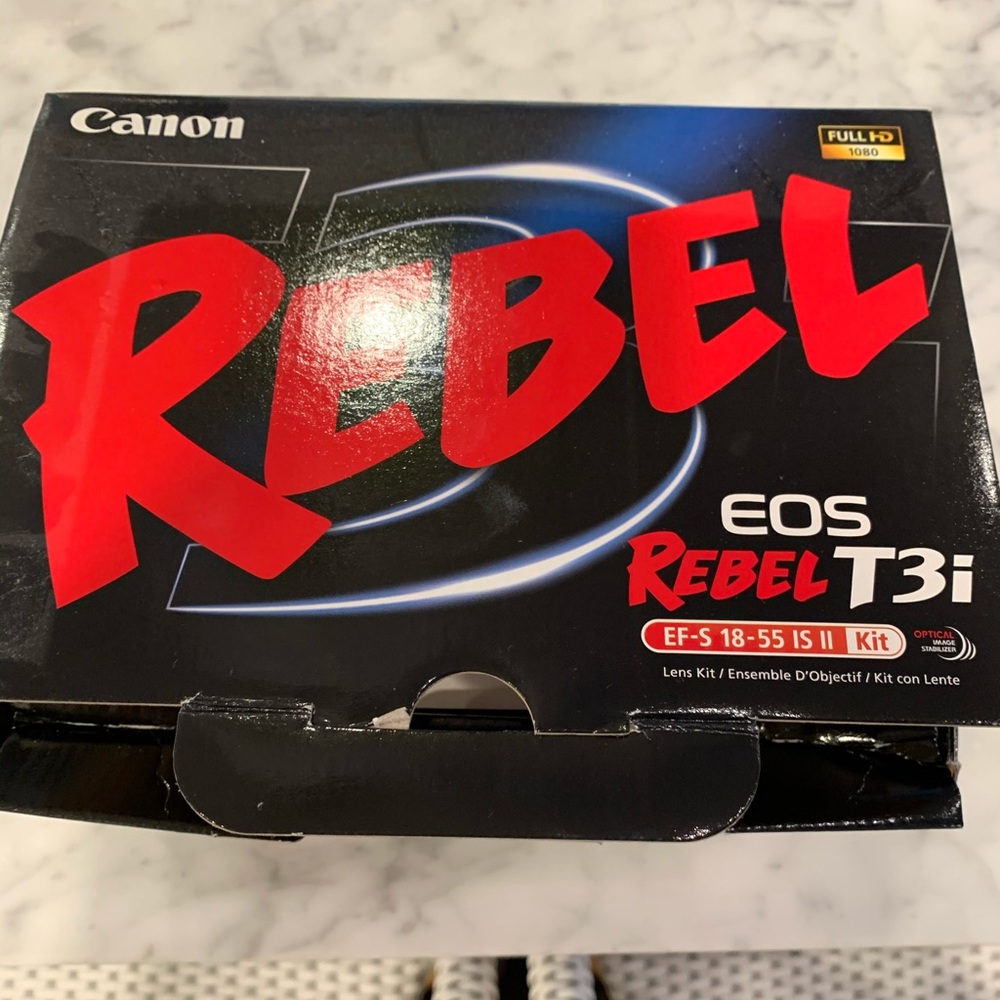 Canon
FULL HD
1080
REBEL
EOS
REBEL T3i
EF-S 18-55 IS II Kit
OPTICAL
IMAGE
STABILIZER
Lens Kit / Ensemble D'Objectif / Kit con Lente